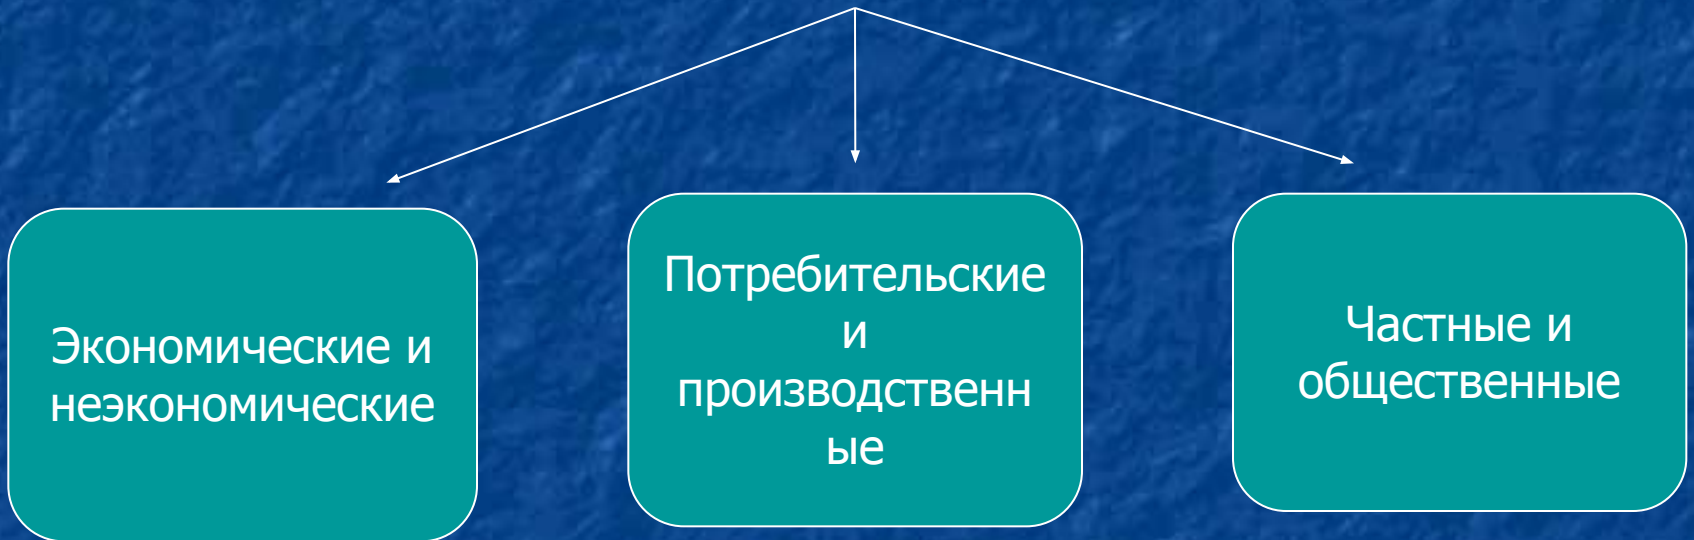 Экономические и
неэкономические
Потребительские
и
производственн
ые
Частные и
общественные